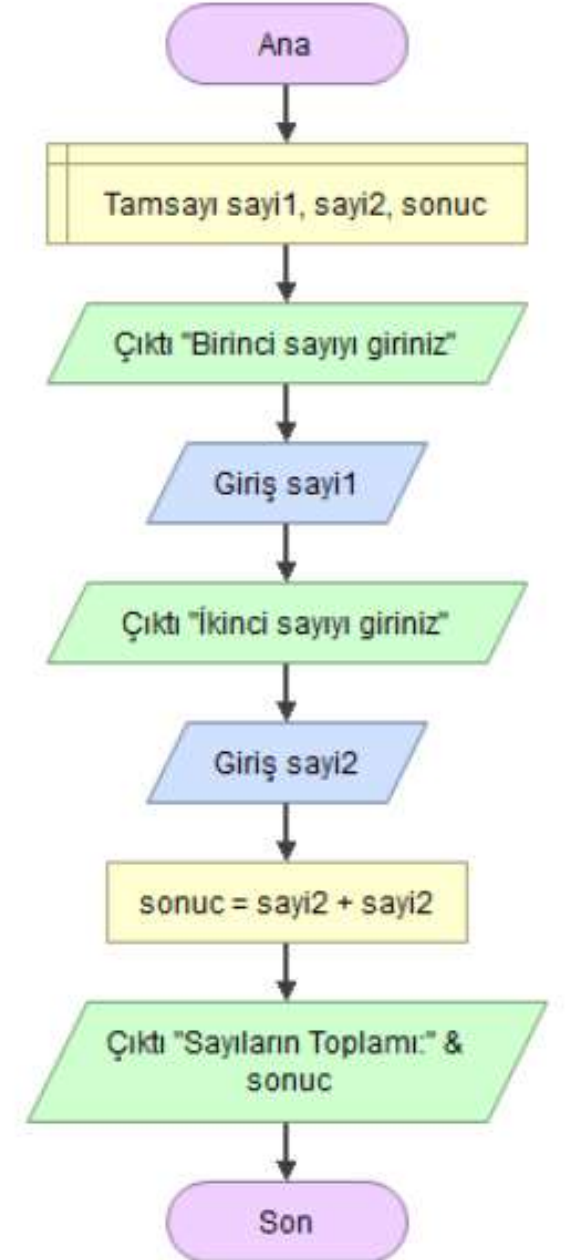 Ana
Tamsayı sayi1, sayi2, sonuc
Çıktı "Birinci sayıyı giriniz"
Giriş sayi1
Çıktı "İkinci sayıyı giriniz"
Giriş sayi2
sonuc = sayi2 + sayi2
Çıktı "Sayıların Toplamı:" &
sonuc
Son